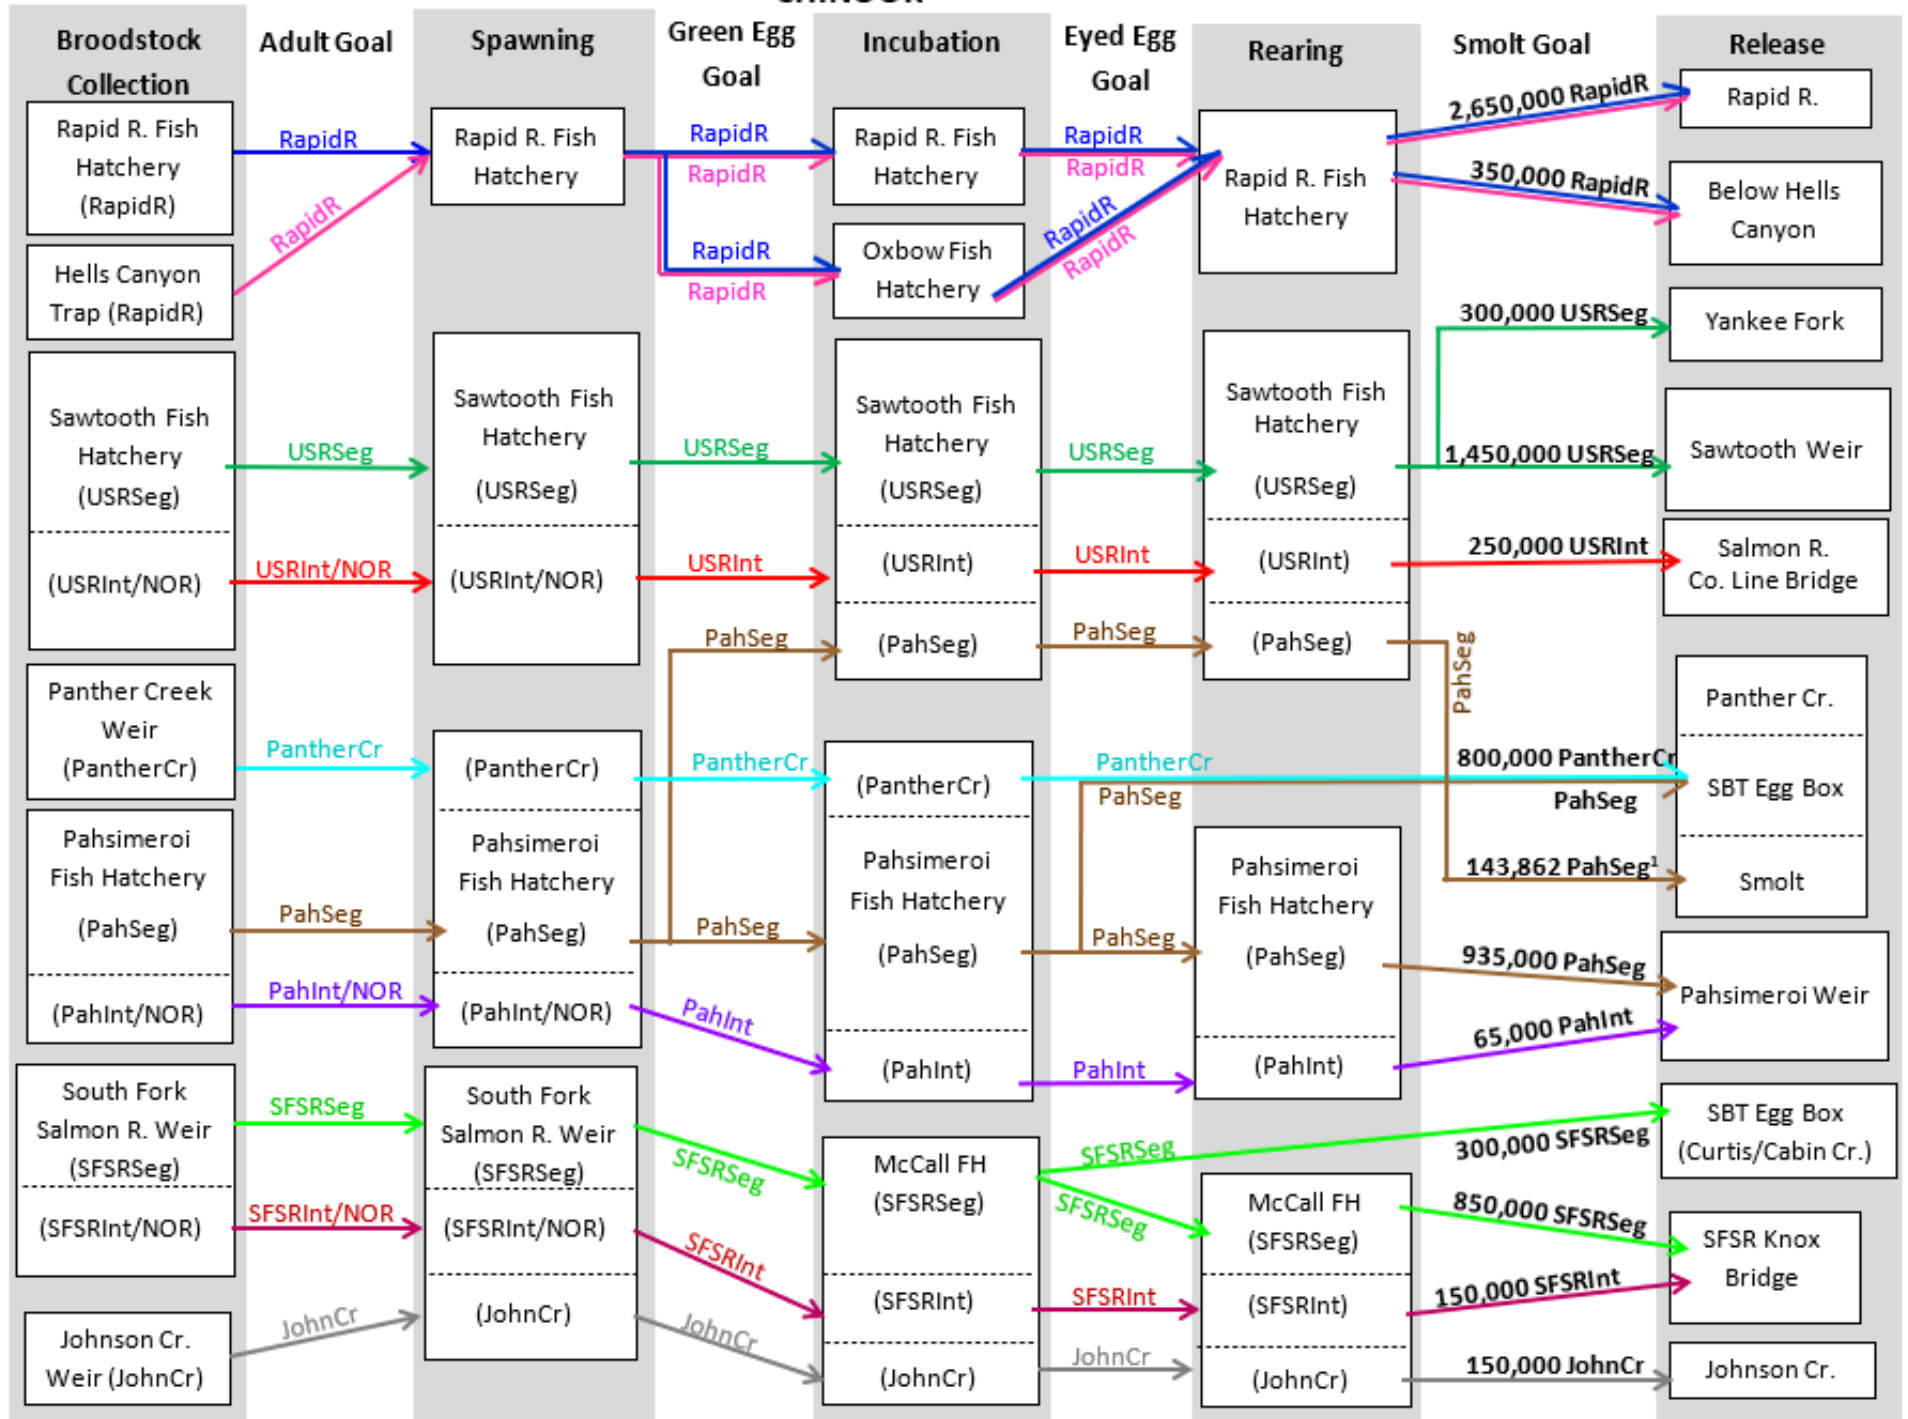 CHINOOK
Broodstock
Collection
Adult Goal
Spawning
Green Egg
Goal
Incubation
Eyed Egg
Goal
Rearing
Smolt Goal
Release
Rapid R. Fish
Hatchery
(RapidR)
RapidR
Rapid R. Fish
Hatchery
RapidR
RapidR
Rapid R. Fish
Hatchery
RapidR
RapidR
Rapid R. Fish
Hatchery
2,650,000 RapidR
Rapid R.
350,000 RapidR
Below Hells
Canyon
Hells Canyon
Trap (RapidR)
RapidR
RapidR
RapidR
Oxbow Fish
Hatchery
RapidR
RapidR
300,000 USRSeg
Yankee Fork
Sawtooth Fish
Hatchery
(USRSeg)
USRSeg
Sawtooth Fish
Hatchery
(USRSeg)
USRSeg
Sawtooth Fish
Hatchery
(USRSeg)
USRSeg
Sawtooth Fish
Hatchery
(USRSeg)
1,450,000 USRSeg
Sawtooth Weir
(USRInt/NOR)
USRInt/NOR
(USRInt/NOR)
USRInt
(USRInt)
USRInt
(USRInt)
250,000 USRInt
Salmon R.
Co. Line Bridge
PahSeg
(PahSeg)
PahSeg
(PahSeg)
PahSeg
Panther Creek
Weir
(PantherCr)
PantherCr
(PantherCr)
PantherCr
(PantherCr)
PantherCr
800,000 PantherCr
PahSeg
PahSeg
Panther Cr.
SBT Egg Box
143,862 PahSeg¹
Smolt
Pahsimeroi
Fish Hatchery
(PahSeg)
PahSeg
Pahsimeroi
Fish Hatchery
(PahSeg)
PahSeg
Pahsimeroi
Fish Hatchery
(PahSeg)
PahSeg
Pahsimeroi
Fish Hatchery
(PahSeg)
935,000 PahSeg
Pahsimeroi Weir
(PahInt/NOR)
PahInt/NOR
(PahInt/NOR)
PahInt
(PahInt)
PahInt
(PahInt)
65,000 PahInt
South Fork
Salmon R. Weir
(SFSRSeg)
SFSRSeg
South Fork
Salmon R. Weir
(SFSRSeg)
SFSRSeg
McCall FH
(SFSRSeg)
SFSRSeg
300,000 SFSRSeg
SBT Egg Box
(Curtis/Cabin Cr.)
SFSRSeg
McCall FH
(SFSRSeg)
850,000 SFSRSeg
SFSR Knox
Bridge
(SFSRInt/NOR)
SFSRInt/NOR
(SFSRInt/NOR)
SFSRInt
(SFSRInt)
SFSRInt
(SFSRInt)
150,000 SFSRInt
Johnson Cr.
Weir (JohnCr)
JohnCr
(JohnCr)
JohnCr
(JohnCr)
JohnCr
(JohnCr)
150,000 JohnCr
Johnson Cr.